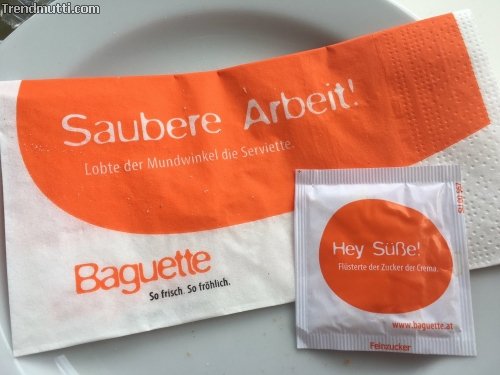 Trendmutti.com
Saubere Arbeit!
Lobte der Mundwinkel die Serviette.
Baguette
So frisch. So fröhlich.
Hey Süße!
Flüsterte der Zucker der Crema.
www.baguette.at
Feinzucker